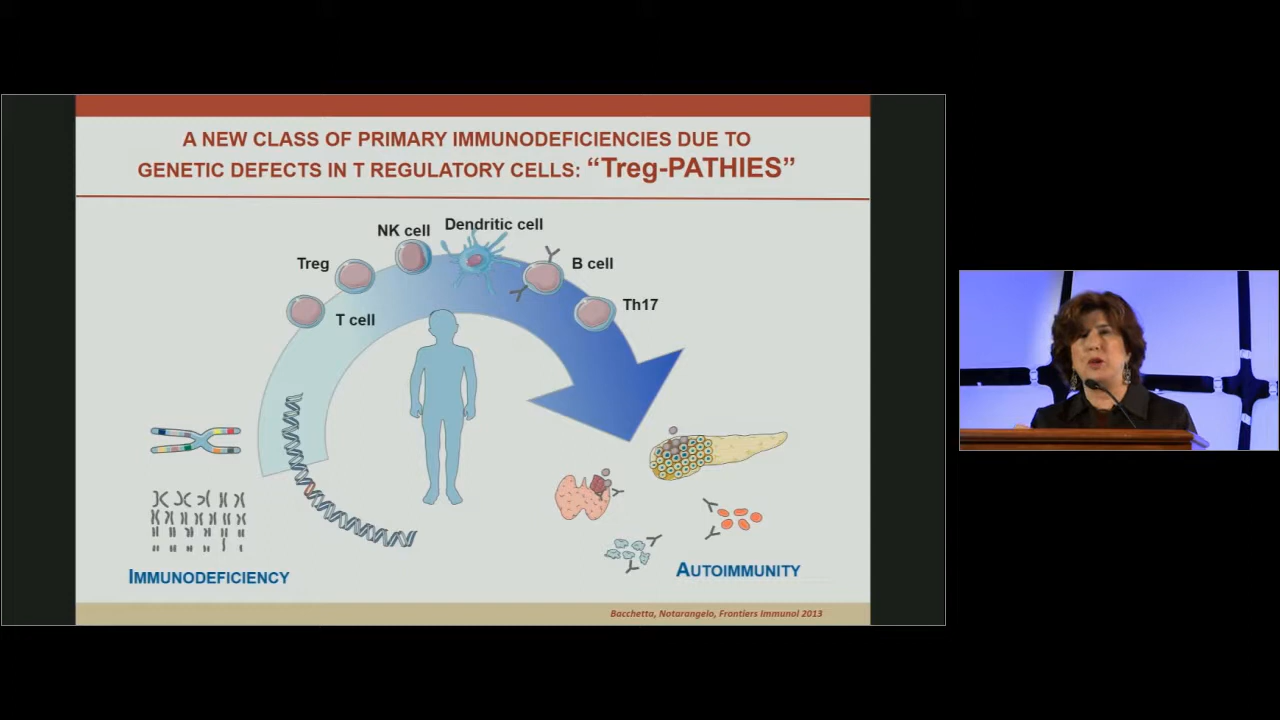 A NEW CLASS OF PRIMARY IMMUNODEFICIENCIES DUE TO
GENETIC DEFECTS IN T REGULATORY CELLS: “Treg-PATHIES”
Dendritic cell
NK cell
Treg
B cell
Th17
T cell
IMMUNODEFICIENCY
AUTOIMMUNITY
Bacchetta, Notarangelo, Frontiers Immunol 2013